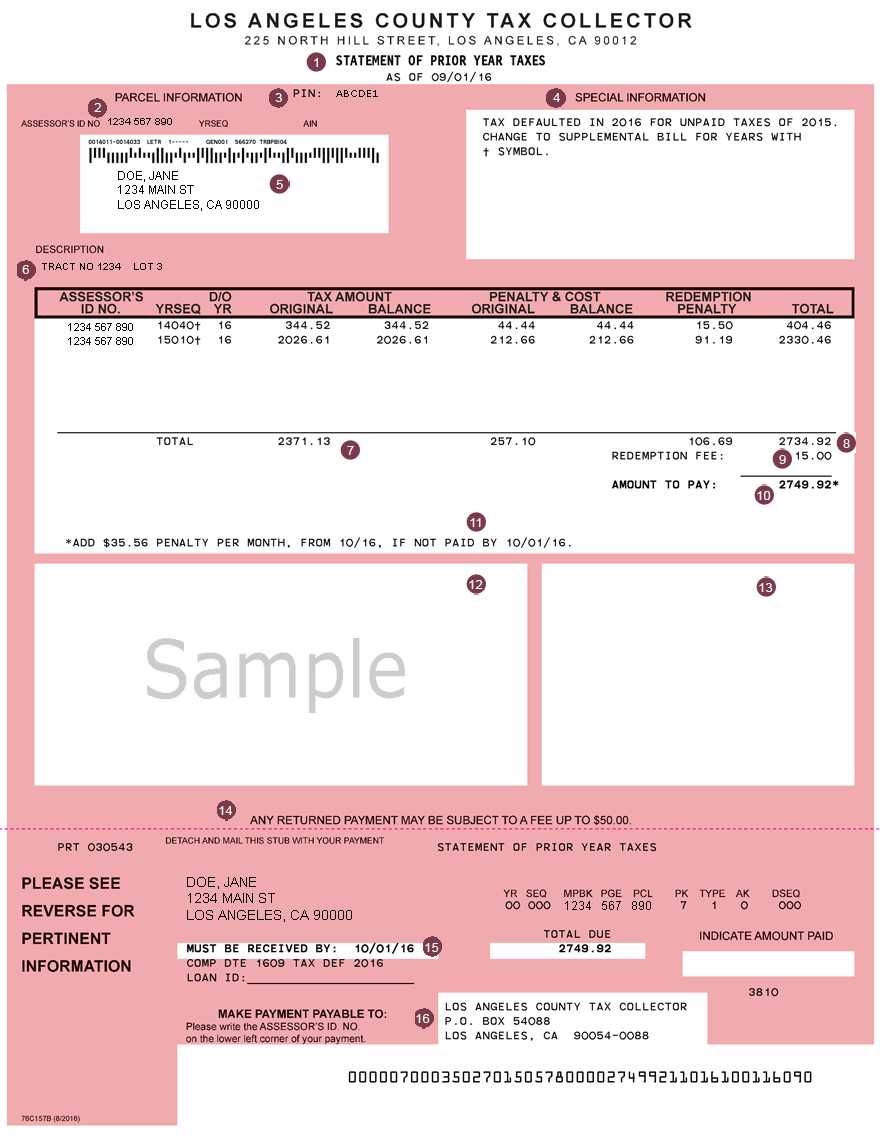 LOS ANGELES COUNTY TAX COLLECTOR
225 NORTH HILL STREET, LOS ANGELES, CA 90012
1 STATEMENT OF PRIOR YEAR TAXES
AS OF 09/01/16
2 PARCEL INFORMATION
3 PIN: ABCDE1
4 SPECIAL INFORMATION
ASSESSOR'S ID NO. 1234 567 890 YRSEQ AIN
0014011-0014033 LETR 1----- GEN001 566270 TRBPBI04
DOE, JANE
1234 MAIN ST
LOS ANGELES, CA 90000
5
TAX DEFAULTED IN 2016 FOR UNPAID TAXES OF 2015.
CHANGE TO SUPPLEMENTAL BILL FOR YEARS WITH
† SYMBOL.
DESCRIPTION
6 TRACT NO 1234 LOT 3
ASSESSOR'S D/O TAX AMOUNT PENALTY & COST REDEMPTION
ID NO. YRSEQ YR ORIGINAL BALANCE ORIGINAL BALANCE PENALTY TOTAL
1234 567 890 14040† 16 344.52 344.52 44.44 44.44 15.50 404.46
1234 567 890 15010† 16 2026.61 2026.61 212.66 212.66 91.19 2330.46
TOTAL 2371.13 7 257.10 106.69 2734.92 8
REDEMPTION FEE: 9 15.00
AMOUNT TO PAY: 10 2749.92*
11
*ADD $35.56 PENALTY PER MONTH, FROM 10/16, IF NOT PAID BY 10/01/16.
12
13
Sample
14 ANY RETURNED PAYMENT MAY BE SUBJECT TO A FEE UP TO $50.00.
PRT 030543 DETACH AND MAIL THIS STUB WITH YOUR PAYMENT STATEMENT OF PRIOR YEAR TAXES
PLEASE SEE
REVERSE FOR
PERTINENT
INFORMATION
DOE, JANE
1234 MAIN ST
LOS ANGELES, CA 90000
YR SEQ MPBK PGE PCL PK TYPE AK DSEQ
00 000 1234 567 890 7 1 0 000
MUST BE RECEIVED BY: 10/01/16 15
COMP DTE 1609 TAX DEF 2016
LOAN ID:
TOTAL DUE
2749.92
INDICATE AMOUNT PAID
3810
MAKE PAYMENT PAYABLE TO:
Please write the ASSESSOR'S ID. NO.
on the lower left corner of your payment.
16 LOS ANGELES COUNTY TAX COLLECTOR
P.O. BOX 54088
LOS ANGELES, CA 90054-0088
00000700035027015057800002749921101610011609​0
76C157B (8/2016)